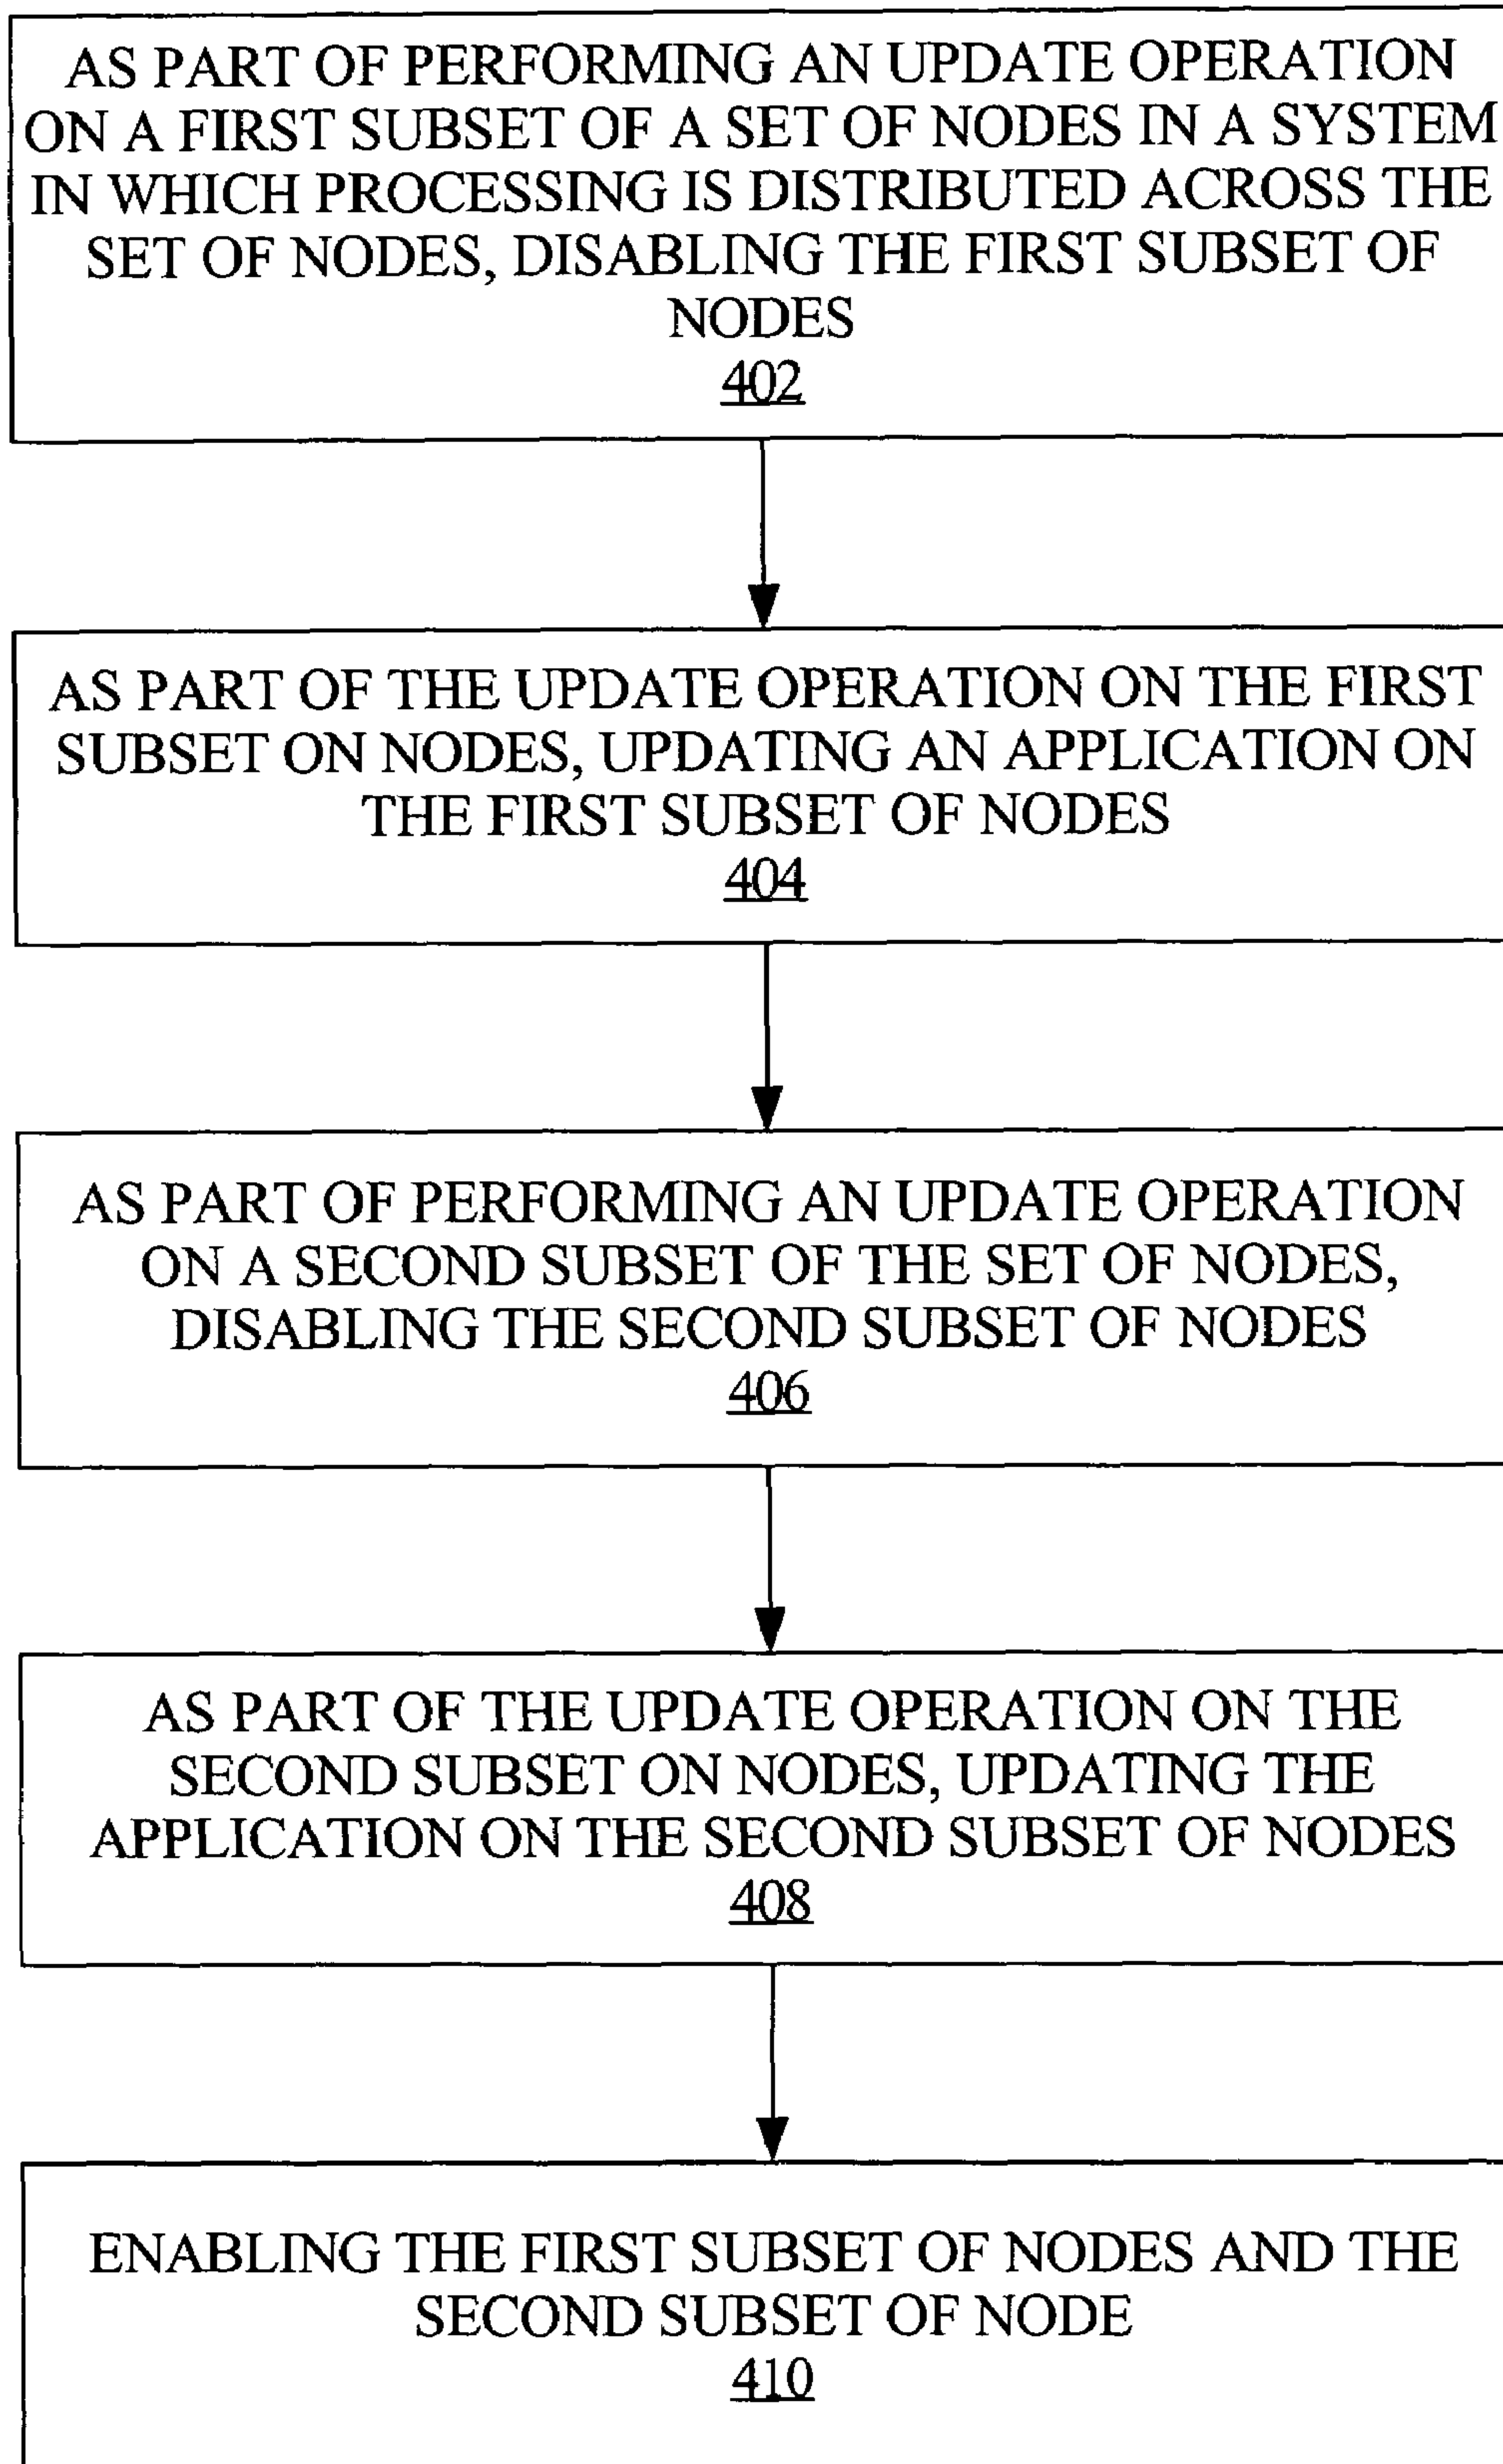 AS PART OF PERFORMING AN UPDATE OPERATION
ON A FIRST SUBSET OF A SET OF NODES IN A SYSTEM
IN WHICH PROCESSING IS DISTRIBUTED ACROSS THE
SET OF NODES, DISABLING THE FIRST SUBSET OF
NODES
402
AS PART OF THE UPDATE OPERATION ON THE FIRST
SUBSET ON NODES, UPDATING AN APPLICATION ON
THE FIRST SUBSET OF NODES
404
AS PART OF PERFORMING AN UPDATE OPERATION
ON A SECOND SUBSET OF THE SET OF NODES,
DISABLING THE SECOND SUBSET OF NODES
406
AS PART OF THE UPDATE OPERATION ON THE
SECOND SUBSET ON NODES, UPDATING THE
APPLICATION ON THE SECOND SUBSET OF NODES
408
ENABLING THE FIRST SUBSET OF NODES AND THE
SECOND SUBSET OF NODE
410